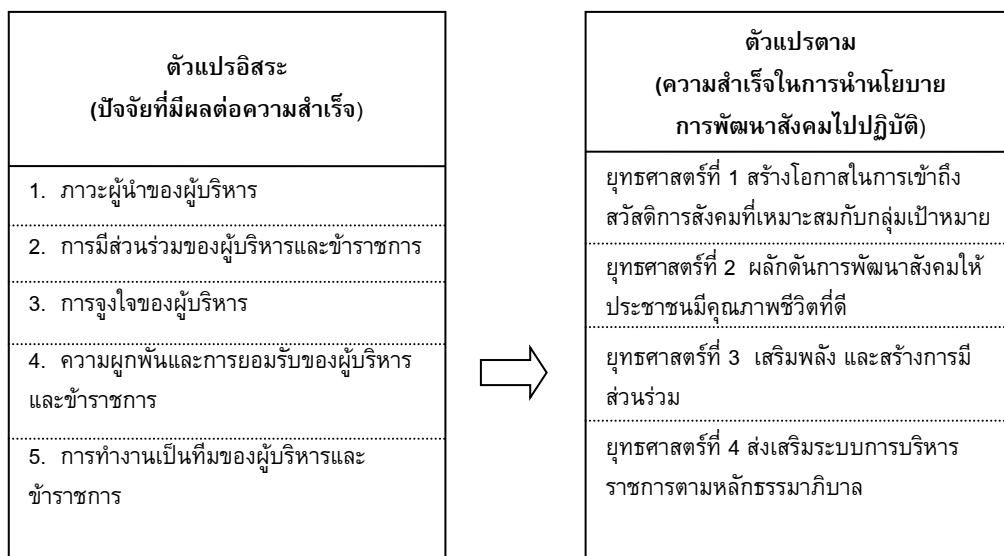 ตัวแปรอิสระ
(ปัจจัยที่มีผลต่อความสำเร็จ)
1. ภาวะผู้นำของผู้บริหาร
2. การมีส่วนร่วมของผู้บริหารและข้าราชการ
3. การจูงใจของผู้บริหาร
4. ความผูกพันและการยอมรับของผู้บริหาร
และข้าราชการ
5. การทำงานเป็นทีมของผู้บริหารและ
ข้าราชการ
ตัวแปรตาม
(ความสำเร็จในการนำนโยบาย
การพัฒนาสังคมไปปฏิบัติ)
ยุทธศาสตร์ที่ 1 สร้างโอกาสในการเข้าถึง
สวัสดิการสังคมที่เหมาะสมกับกลุ่มเป้าหมาย
ยุทธศาสตร์ที่ 2 ผลักดันการพัฒนาสังคมให้
ประชาชนมีคุณภาพชีวิตที่ดี
ยุทธศาสตร์ที่ 3 เสริมพลัง และสร้างการมี
ส่วนร่วม
ยุทธศาสตร์ที่ 4 ส่งเสริมระบบการบริหาร
ราชการตามหลักธรรมาภิบาล